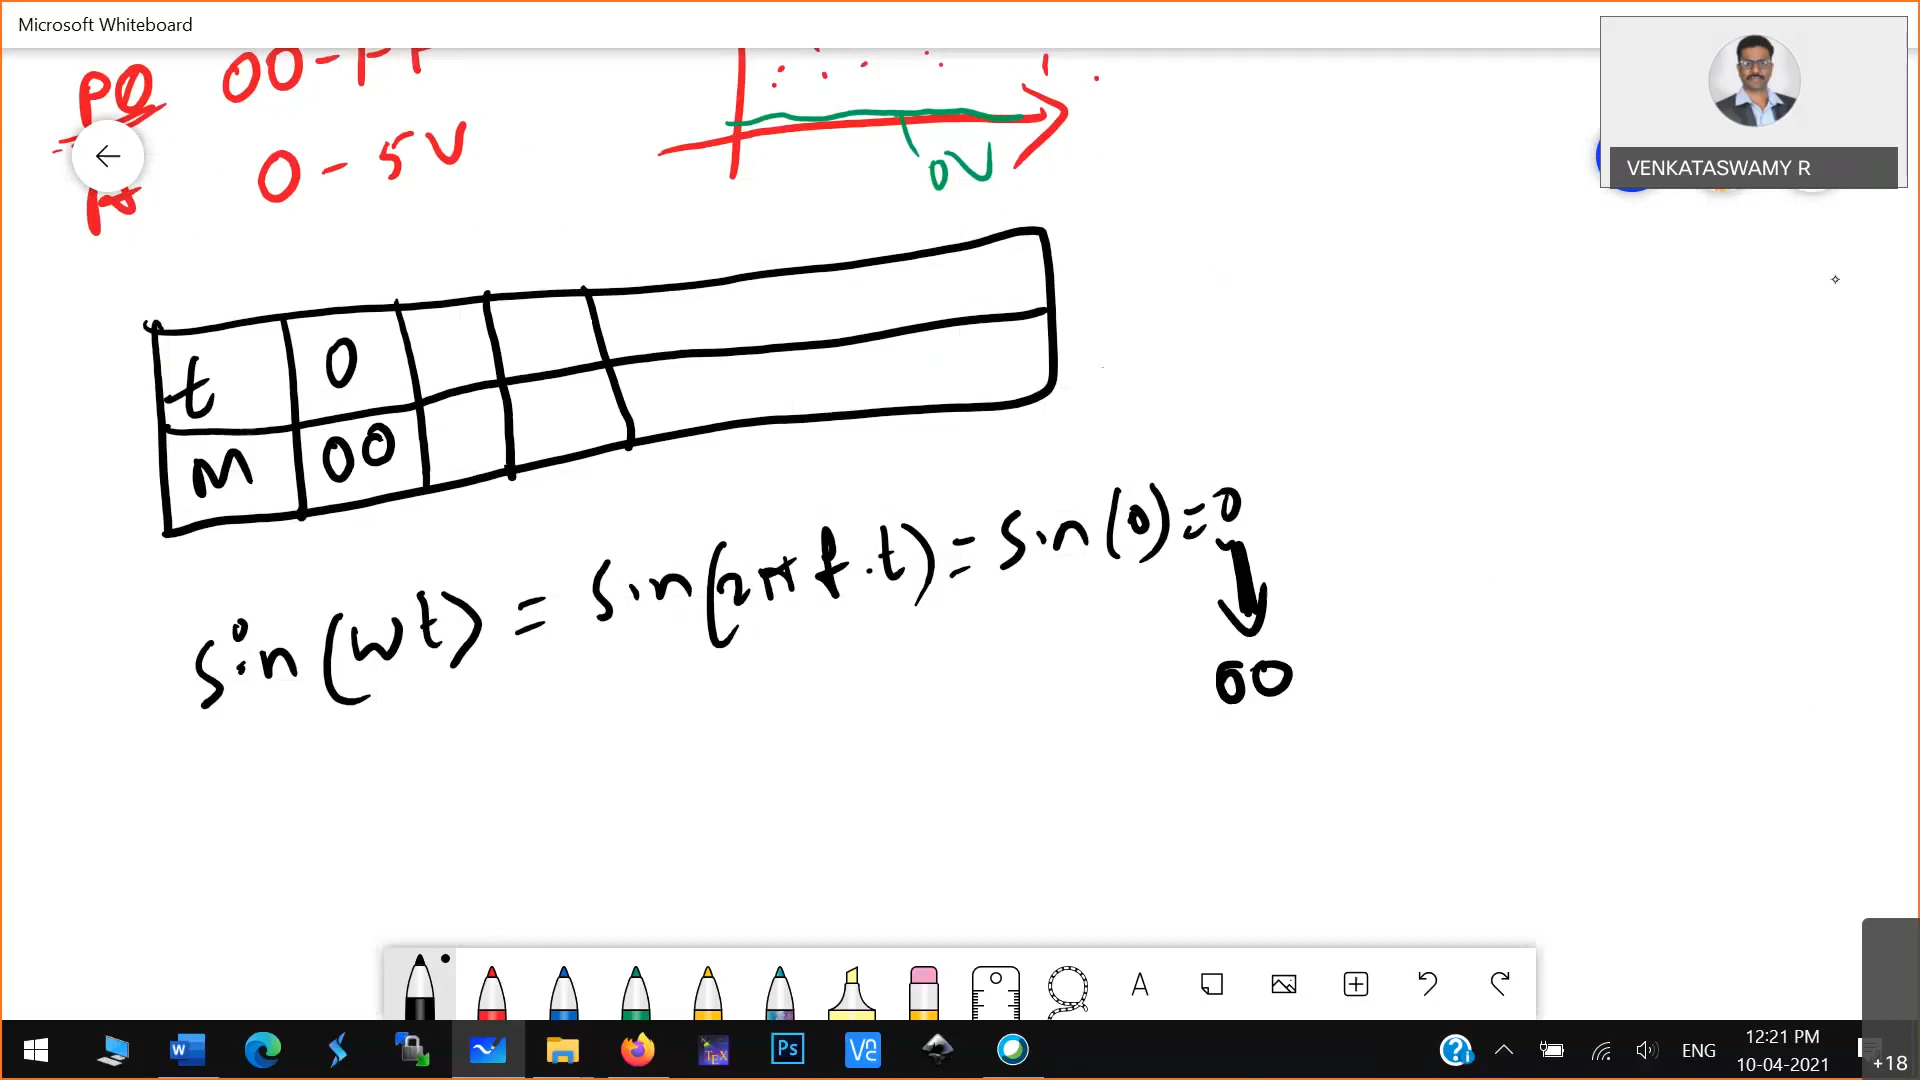 Microsoft Whiteboard
PO 00-FF
0 - 5V
0V
VENKATASWAMY R
t 0
M 00
sin(wt) = sin(2πf.t) = sin(0) = 0
00
A
ENG
12:21 PM
10-04-2021
+18